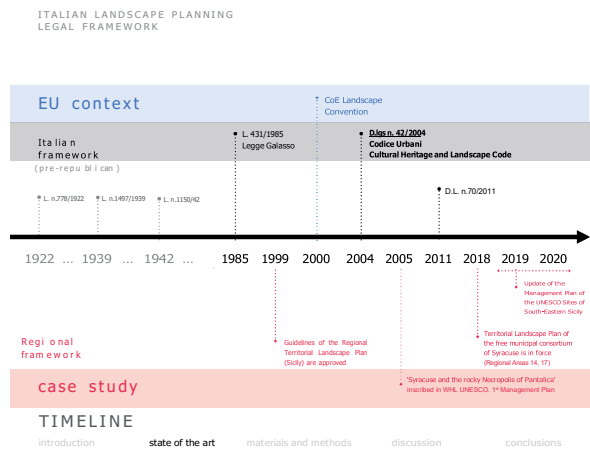 ITALIAN LANDSCAPE PLANNING
LEGAL FRAMEWORK
EU context
CoE Landscape
Convention
Italian
framework
(pre-republican)
L. 431/1985
Legge Galasso
D.lgs n. 42/2004
Codice Urbani
Cultural Heritage and Landscape Code
L. n.778/1922
L. n.1497/1939
L. n.1150/42
D.L. n.70/2011
1922 ... 1939 ... 1942 ... 1985 1999 2000 2004 2005 2011 2018 2019 2020
Update of the
Management Plan of
the UNESCO Sites of
South-Eastern Sicily
Regional
framework
Guidelines of the Regional
Territorial Landscape Plan
(Sicily) are approved
Territorial Landscape Plan of
the free municipal consortium
of Syracuse is in force
(Regional Areas 14, 17)
case study
'Syracuse and the rocky Necropolis of Pantalica'
inscribed in WHL UNESCO. 1st Management Plan
TIMELINE
introduction state of the art materials and methods discussion conclusions